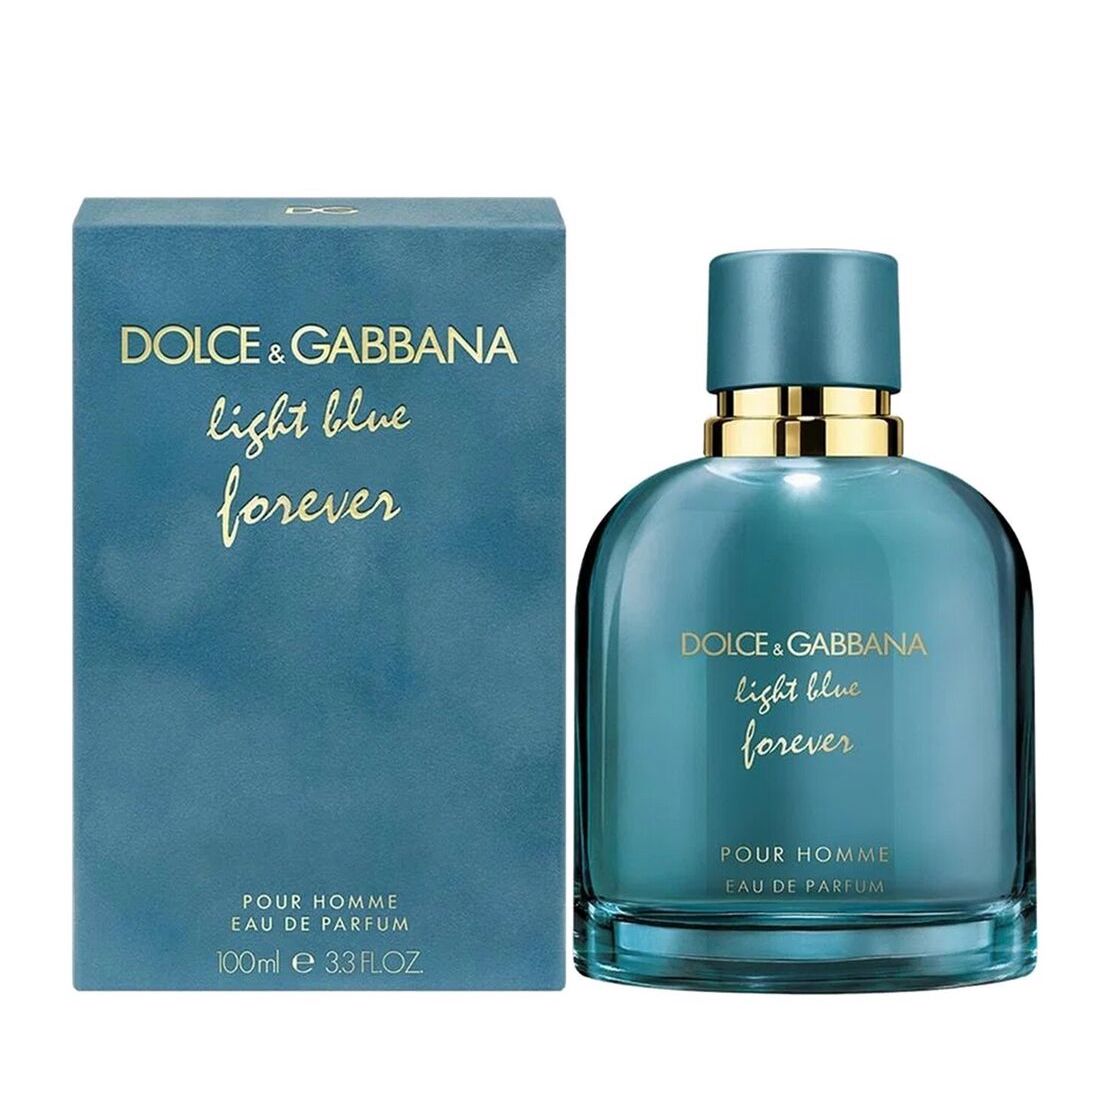 DG
DOLCE & GABBANA
light blue
forever
POUR HOMME
EAU DE PARFUM
100ml e 3.3 FL.OZ.
DOLCE & GABBANA
light blue
forever
POUR HOMME
EAU DE PARFUM